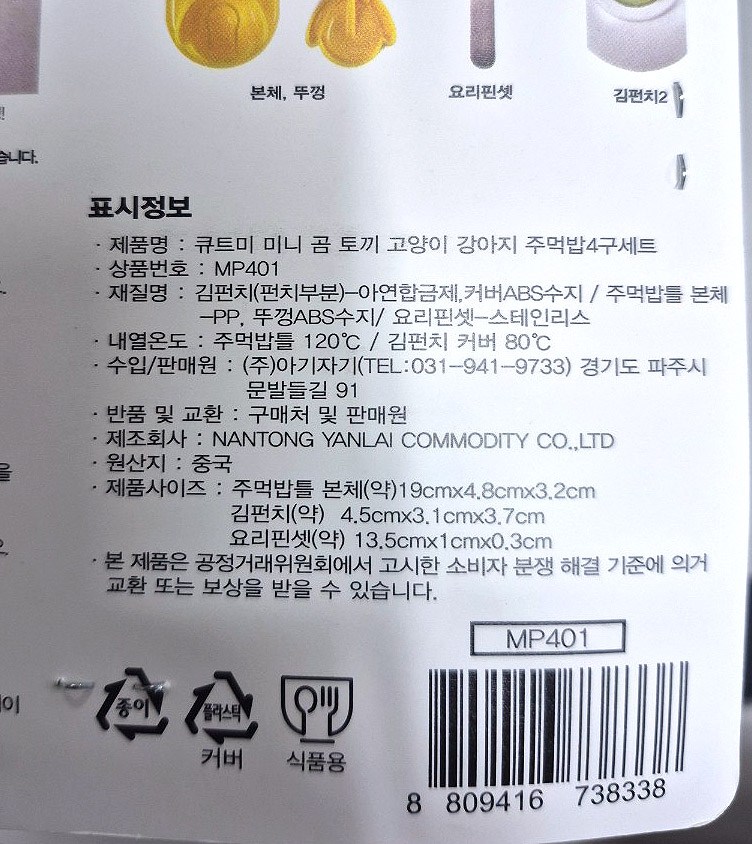 본체, 뚜껑
요리핀셋
김펀치2
습니다.
표시정보
· 제품명 : 큐트미 미니 곰 토끼 고양이 강아지 주먹밥4구세트
· 상품번호 : MP401
· 재질명 : 김펀치(펀치부분)-아연합금제,커버ABS수지 / 주먹밥틀 본체
-PP, 뚜껑ABS수지/ 요리핀셋-스테인리스
· 내열온도 : 주먹밥틀 120℃ / 김펀치 커버 80℃
· 수입/판매원 : (주)아기자기(TEL:031-941-9733) 경기도 파주시
문발들길 91
· 반품 및 교환 : 구매처 및 판매원
· 제조회사 : NANTONG YANLAI COMMODITY CO.,LTD
· 원산지 : 중국
· 제품사이즈 : 주먹밥틀 본체(약)19cmx4.8cmx3.2cm
김펀치(약) 4.5cmx3.1cmx3.7cm
요리핀셋(약) 13.5cmx1cmx0.3cm
· 본 제품은 공정거래위원회에서 고시한 소비자 분쟁 해결 기준에 의거
교환 또는 보상을 받을 수 있습니다.
MP401
종이
플라스틱
커버
식품용
8 809416 738338